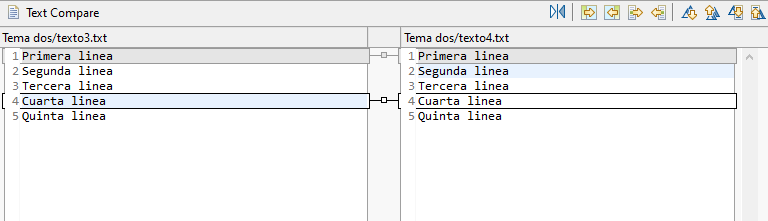 Text Compare
Tema dos/texto3.txt
1 Primera linea
2 Segunda linea
3 Tercera linea
4 Cuarta linea
5 Quinta linea
Tema dos/texto4.txt
1 Primera linea
2 Segunda linea
3 Tercera linea
4 Cuarta linea
5 Quinta linea